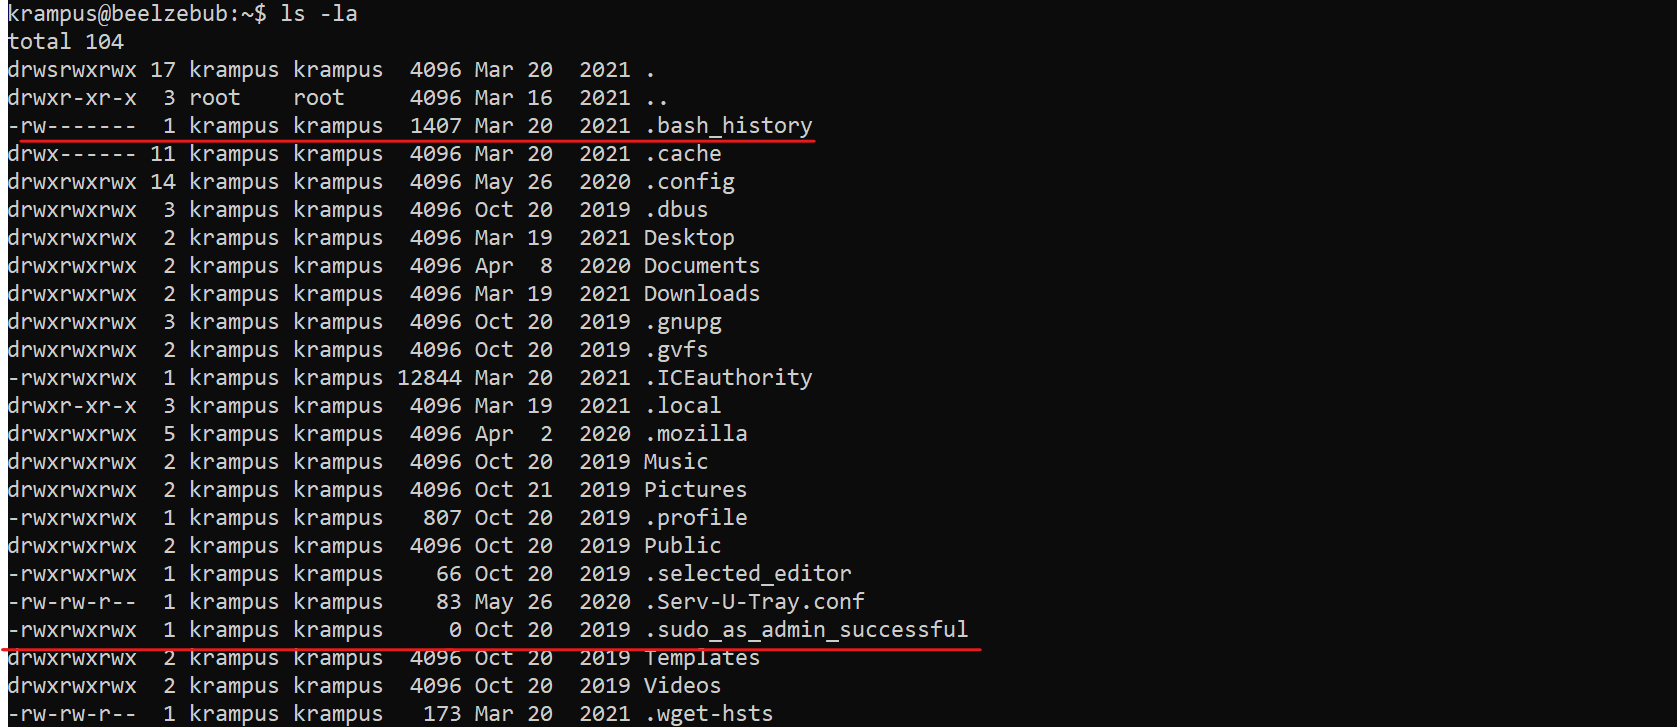 krampus@beelzebub:~$ ls -la
total 104
drwsrwxrwx 17 krampus krampus  4096 Mar 20  2021 .
drwxr-xr-x  3 root    root     4096 Mar 16  2021 ..
-rw-------  1 krampus krampus  1407 Mar 20  2021 .bash_history
drwx------ 11 krampus krampus  4096 Mar 20  2021 .cache
drwxrwxrwx 14 krampus krampus  4096 May 26  2020 .config
drwxrwxrwx  3 krampus krampus  4096 Oct 20  2019 .dbus
drwxrwxrwx  2 krampus krampus  4096 Mar 19  2021 Desktop
drwxrwxrwx  2 krampus krampus  4096 Apr  8  2020 Documents
drwxrwxrwx  2 krampus krampus  4096 Mar 19  2021 Downloads
drwxrwxrwx  3 krampus krampus  4096 Oct 20  2019 .gnupg
drwxrwxrwx  2 krampus krampus  4096 Oct 20  2019 .gvfs
-rwxrwxrwx  1 krampus krampus 12844 Mar 20  2021 .ICEauthority
drwxr-xr-x  3 krampus krampus  4096 Mar 19  2021 .local
drwxrwxrwx  5 krampus krampus  4096 Apr  2  2020 .mozilla
drwxrwxrwx  2 krampus krampus  4096 Oct 20  2019 Music
drwxrwxrwx  2 krampus krampus  4096 Oct 21  2019 Pictures
-rwxrwxrwx  1 krampus krampus   807 Oct 20  2019 .profile
drwxrwxrwx  2 krampus krampus  4096 Oct 20  2019 Public
-rwxrwxrwx  1 krampus krampus    66 Oct 20  2019 .selected_editor
-rw-rw-r--  1 krampus krampus    83 May 26  2020 .Serv-U-Tray.conf
-rwxrwxrwx  1 krampus krampus     0 Oct 20  2019 .sudo_as_admin_successful
drwxrwxrwx  2 krampus krampus  4096 Oct 20  2019 Templates
drwxrwxrwx  2 krampus krampus  4096 Oct 20  2019 Videos
-rw-rw-r--  1 krampus krampus   173 Mar 20  2021 .wget-hsts